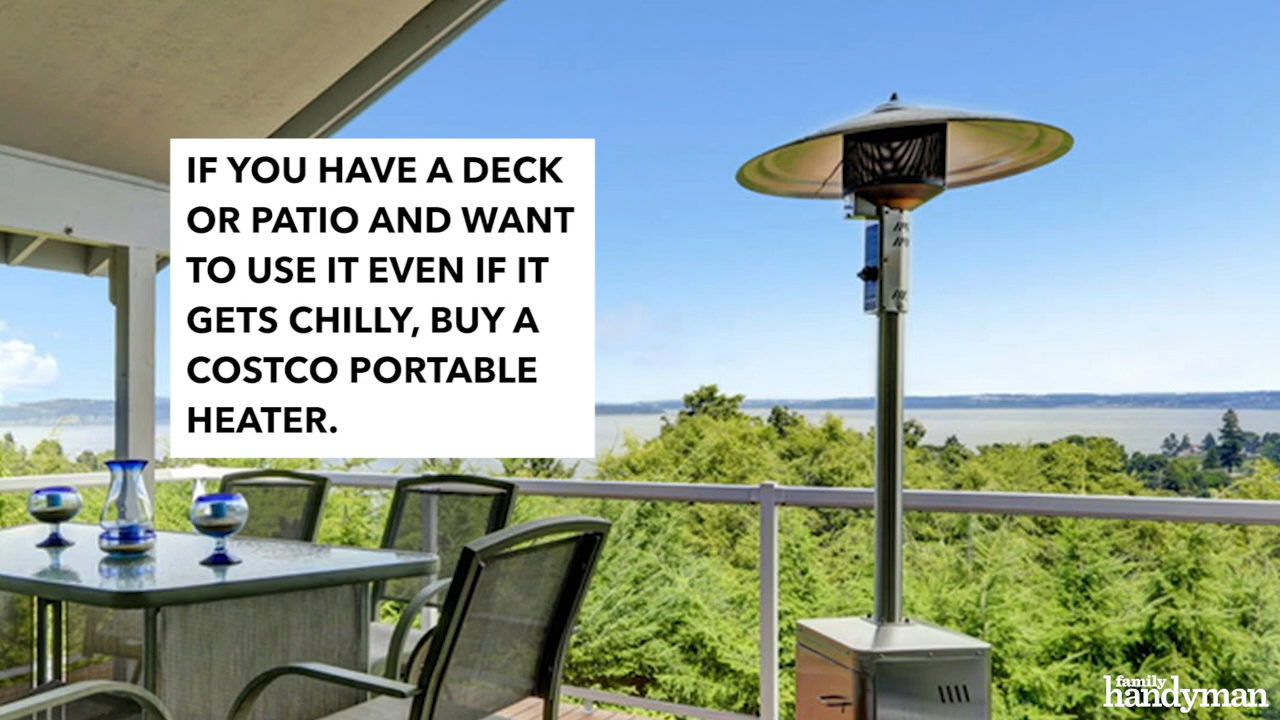 IF YOU HAVE A DECK
OR PATIO AND WANT
TO USE IT EVEN IF IT
GETS CHILLY, BUY A
COSTCO PORTABLE
HEATER.
family
handyman